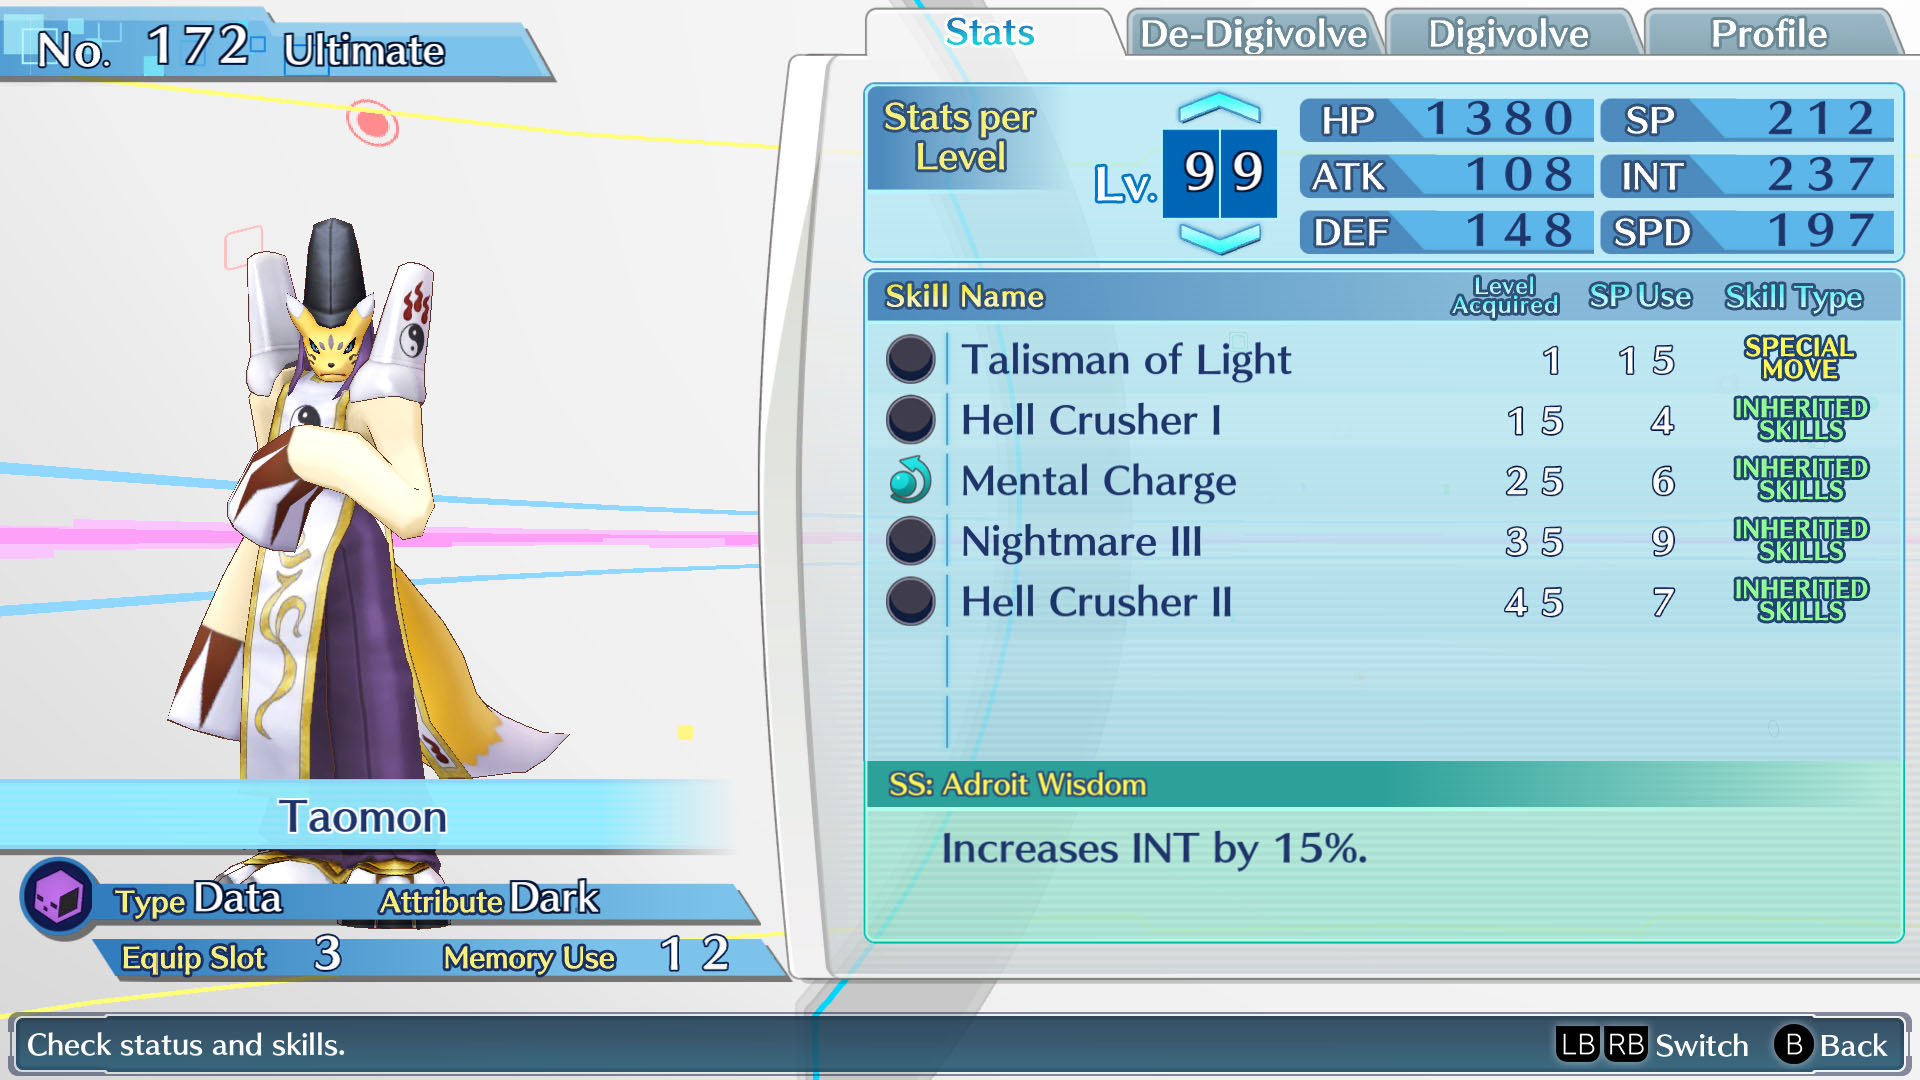 No. 172 Ultimate
Stats
De-Digivolve
Digivolve
Profile
Stats per
Level
Lv. 99
HP 1380
SP 212
ATK 108
INT 237
DEF 148
SPD 197
Skill Name Level Acquired SP Use Skill Type
Talisman of Light 1 15 SPECIAL MOVE
Hell Crusher I 15 4 INHERITED SKILLS
Mental Charge 25 6 INHERITED SKILLS
Nightmare III 35 9 INHERITED SKILLS
Hell Crusher II 45 7 INHERITED SKILLS
SS: Adroit Wisdom
Increases INT by 15%.
Taomon
Type Data Attribute Dark
Equip Slot 3 Memory Use 12
Check status and skills.
LB RB Switch B Back